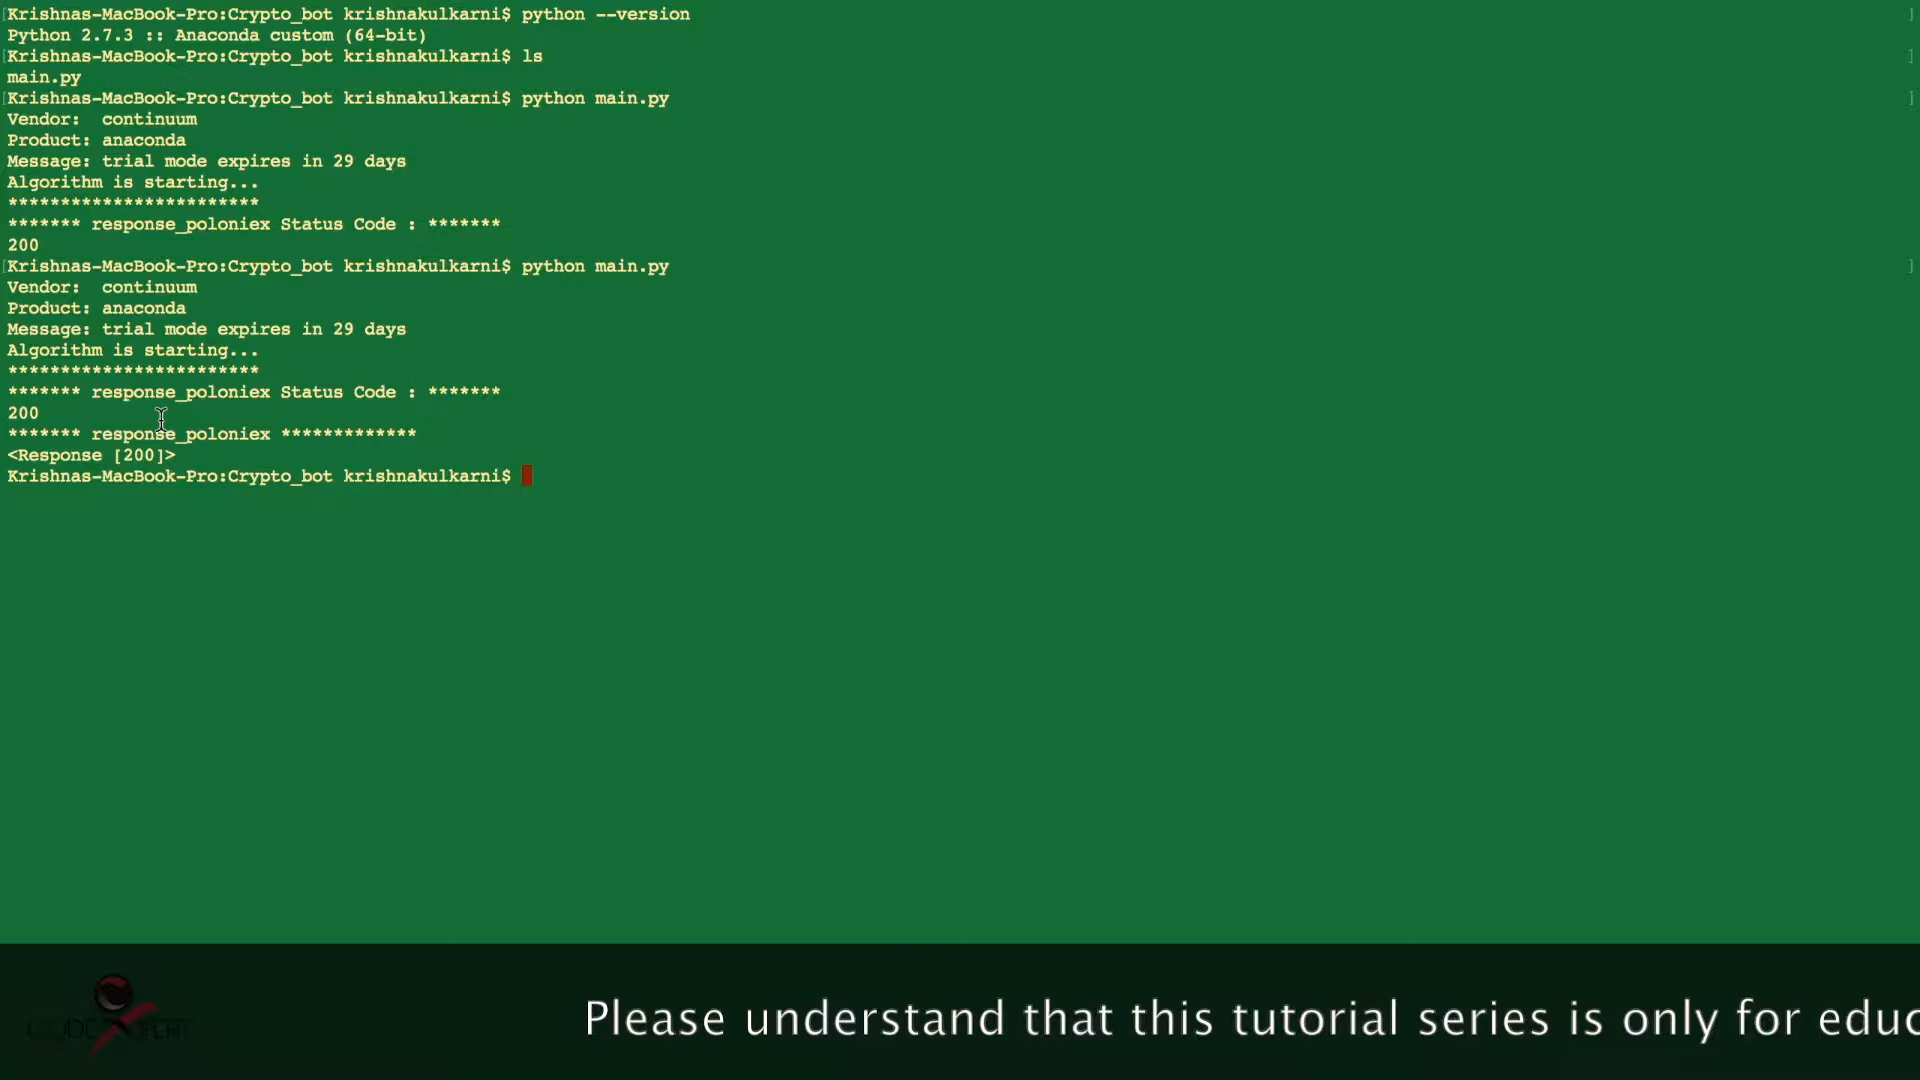 Krishnas-MacBook-Pro:Crypto_bot krishnakulkarni$ python --version
Python 2.7.3 :: Anaconda custom (64-bit)
Krishnas-MacBook-Pro:Crypto_bot krishnakulkarni$ ls
main.py
Krishnas-MacBook-Pro:Crypto_bot krishnakulkarni$ python main.py
Vendor:  continuum
Product: anaconda
Message: trial mode expires in 29 days
Algorithm is starting...
************************
******* response_poloniex Status Code : *******
200
Krishnas-MacBook-Pro:Crypto_bot krishnakulkarni$ python main.py
Vendor:  continuum
Product: anaconda
Message: trial mode expires in 29 days
Algorithm is starting...
************************
******* response_poloniex Status Code : *******
200
******* response_poloniex *************
<Response [200]>
Krishnas-MacBook-Pro:Crypto_bot krishnakulkarni$
Please understand that this tutorial series is only for educ